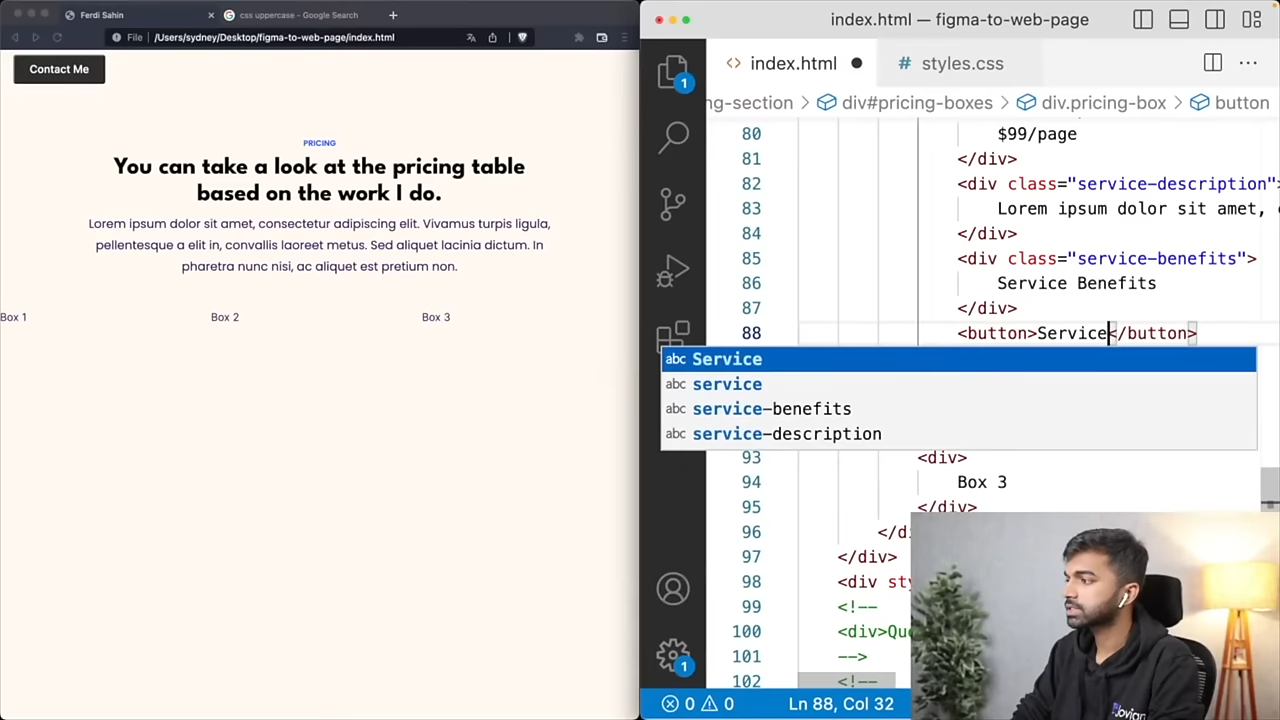 Ferdi Sahin
css uppercase - Google Search
File
/Users/sydney/Desktop/figma-to-web-page/index.html
Contact Me
PRICING
You can take a look at the pricing table
based on the work I do.
Lorem ipsum dolor sit amet, consectetur adipiscing elit. Vivamus turpis ligula,
pellentesque a elit in, convallis laoreet metus. Sed aliquet lacinia dictum. In
pharetra nunc nisi, ac aliquet est pretium non.
Box 1 Box 2 Box 3
index.html — figma-to-web-page
index.html styles.css
ng-section > div#pricing-boxes > div.pricing-box > button
80 $99/page
81 </div>
82 <div class="service-description">
83 Lorem ipsum dolor sit amet,
84 </div>
85 <div class="service-benefits">
86 Service Benefits
87 </div>
88 <button>Service</button>
abc Service
abc service
abc service-benefits
abc service-description
93 <div>
94 Box 3
95 </div>
96 </di
97 </div>
98 <div sty
99 <!--
100 <div>Quo
101 -->
102 <!--
1
1
0 0 Ln 88, Col 32
Jovian